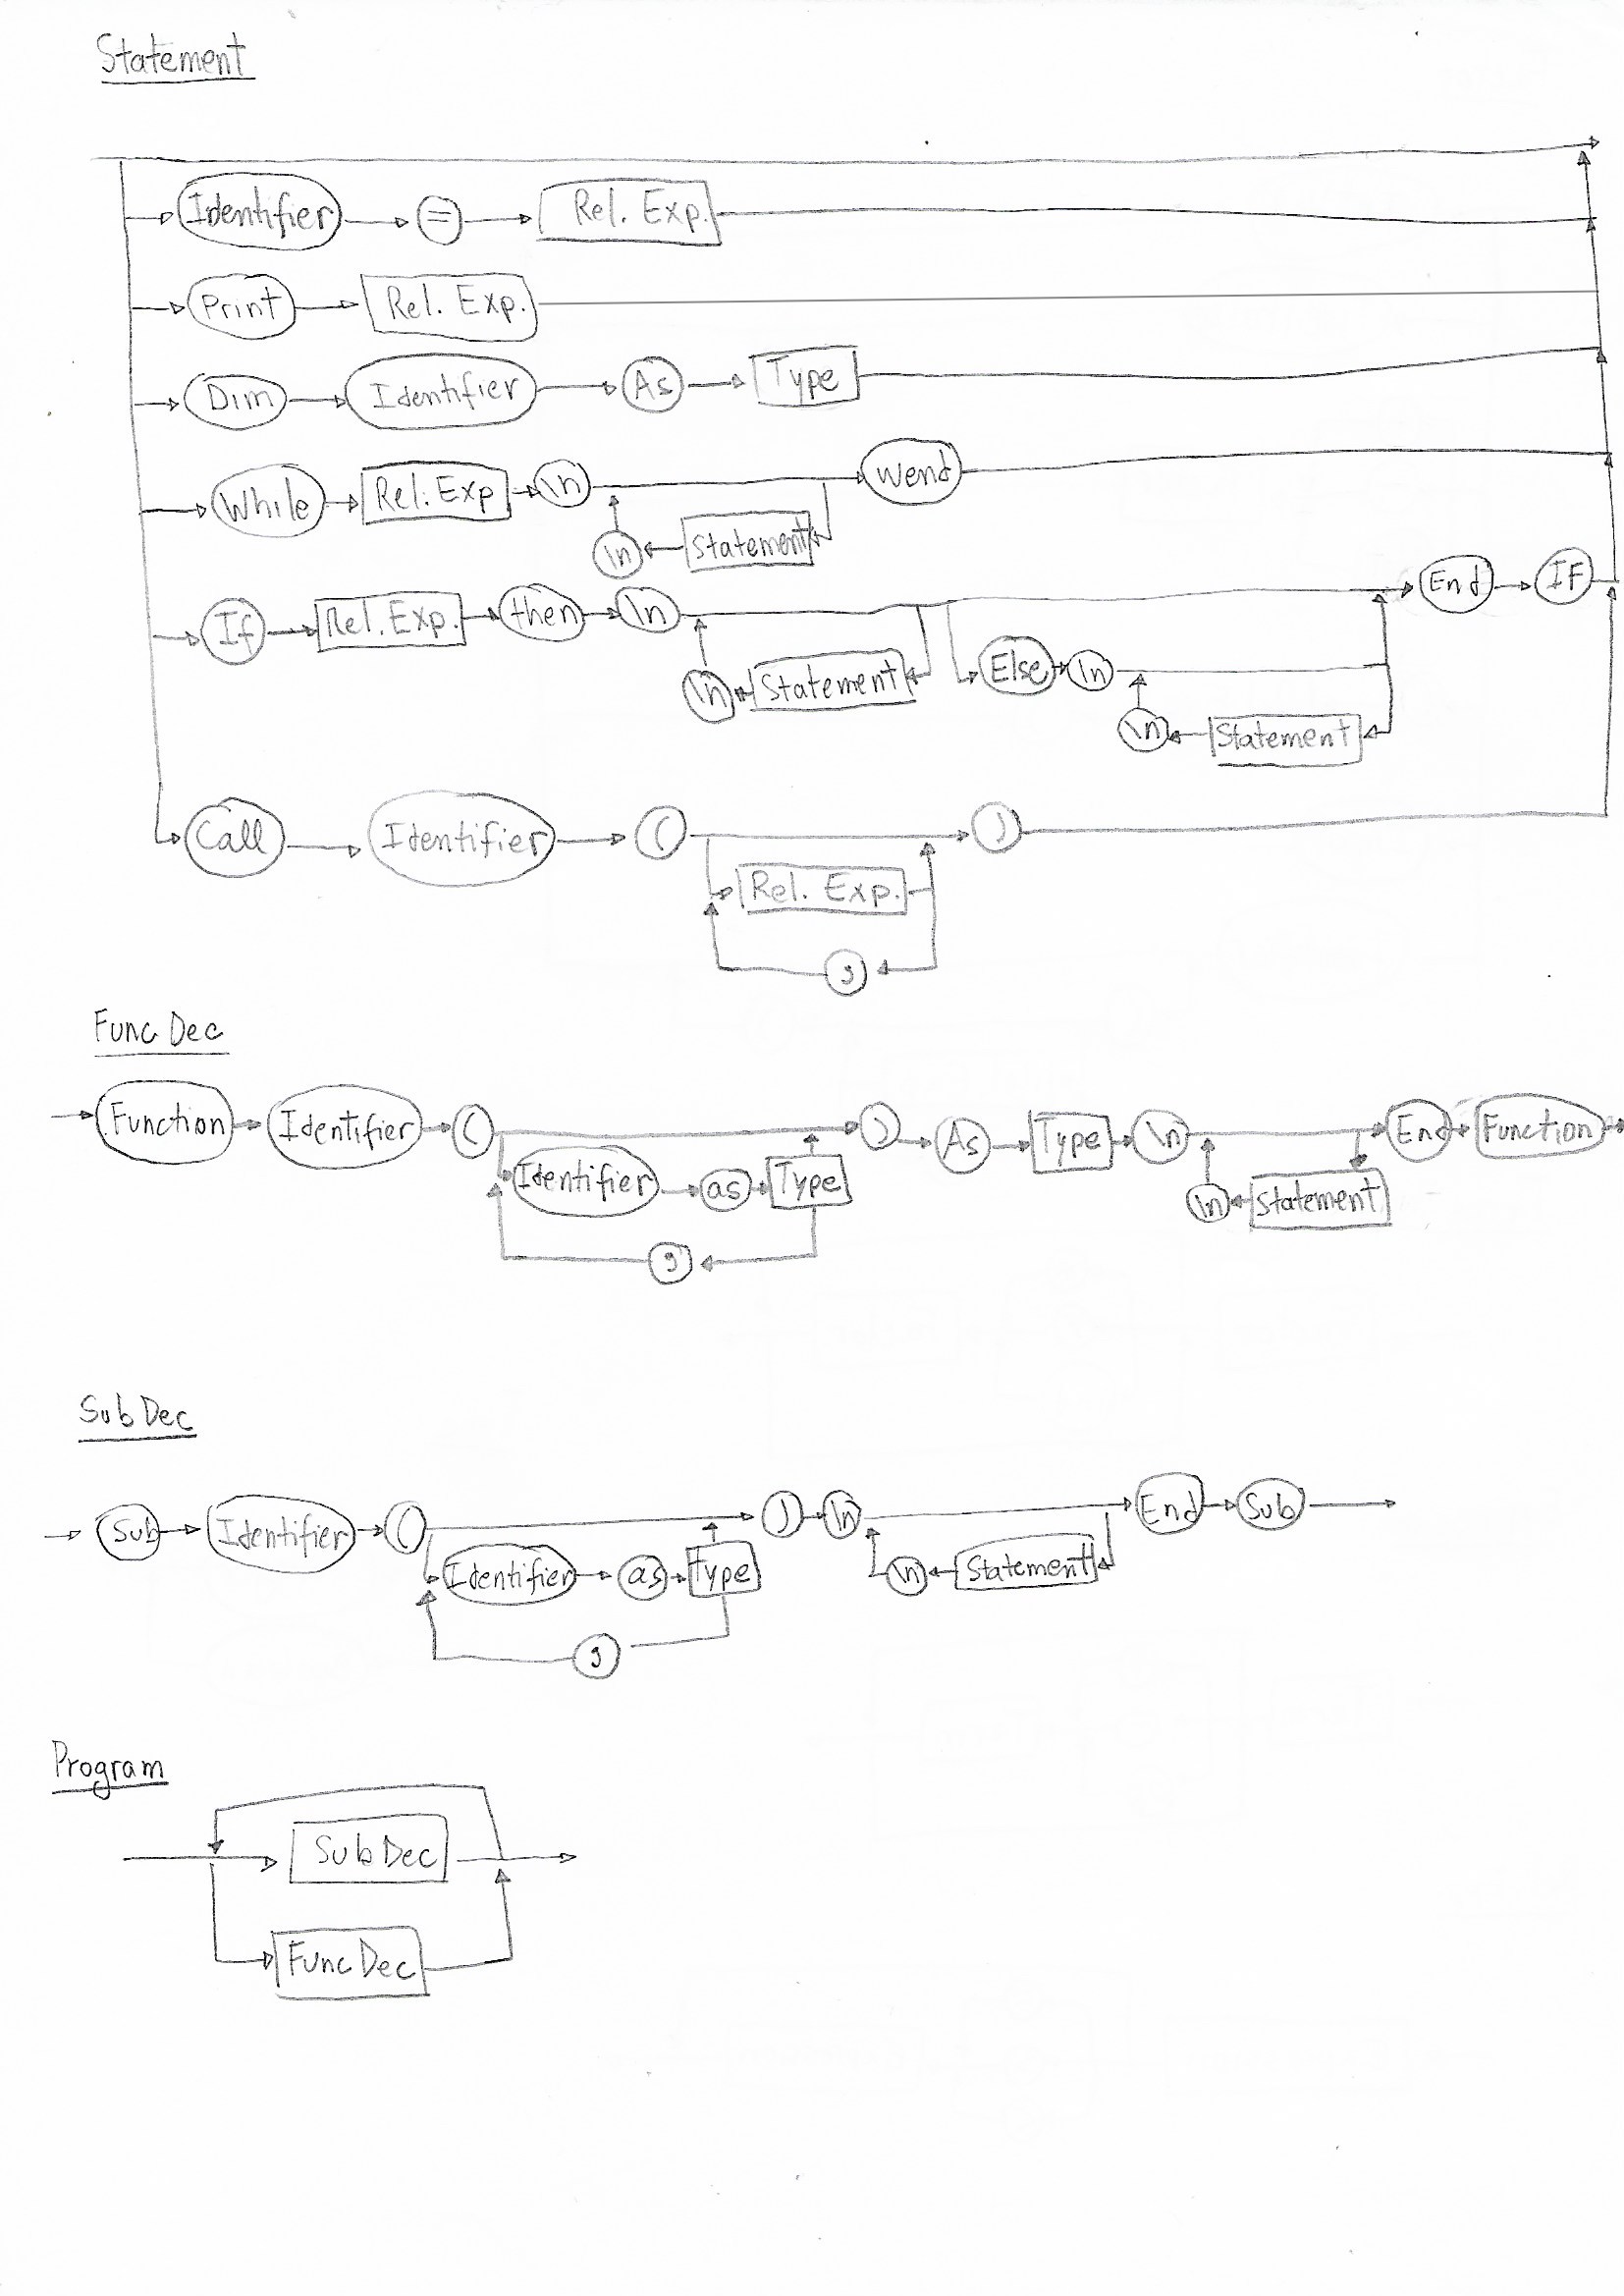 Statement
Identifier = Rel. Exp.
Print Rel. Exp.
Dim Identifier As Type
While Rel. Exp \n Wend
\n Statement
If Rel. Exp. then \n End IF
\n Statement Else \n
\n Statement
Call Identifier ( )
Rel. Exp.
,
Func Dec
Function Identifier ( ) As Type \n End Function
Identifier as Type \n Statement
,
Sub Dec
Sub Identifier ( ) \n End Sub
Identifier as Type \n Statement
,
Program
Sub Dec
Func Dec